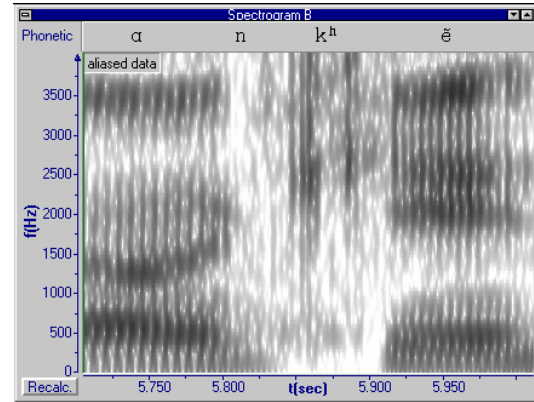 Spectrogram B
Phonetic ɑ n kʰ ẽ
aliased data
3500
3000
2500
2000
1500
1000
500
0
f(Hz)
Recalc. 5.750 5.800 t(sec) 5.900 5.950